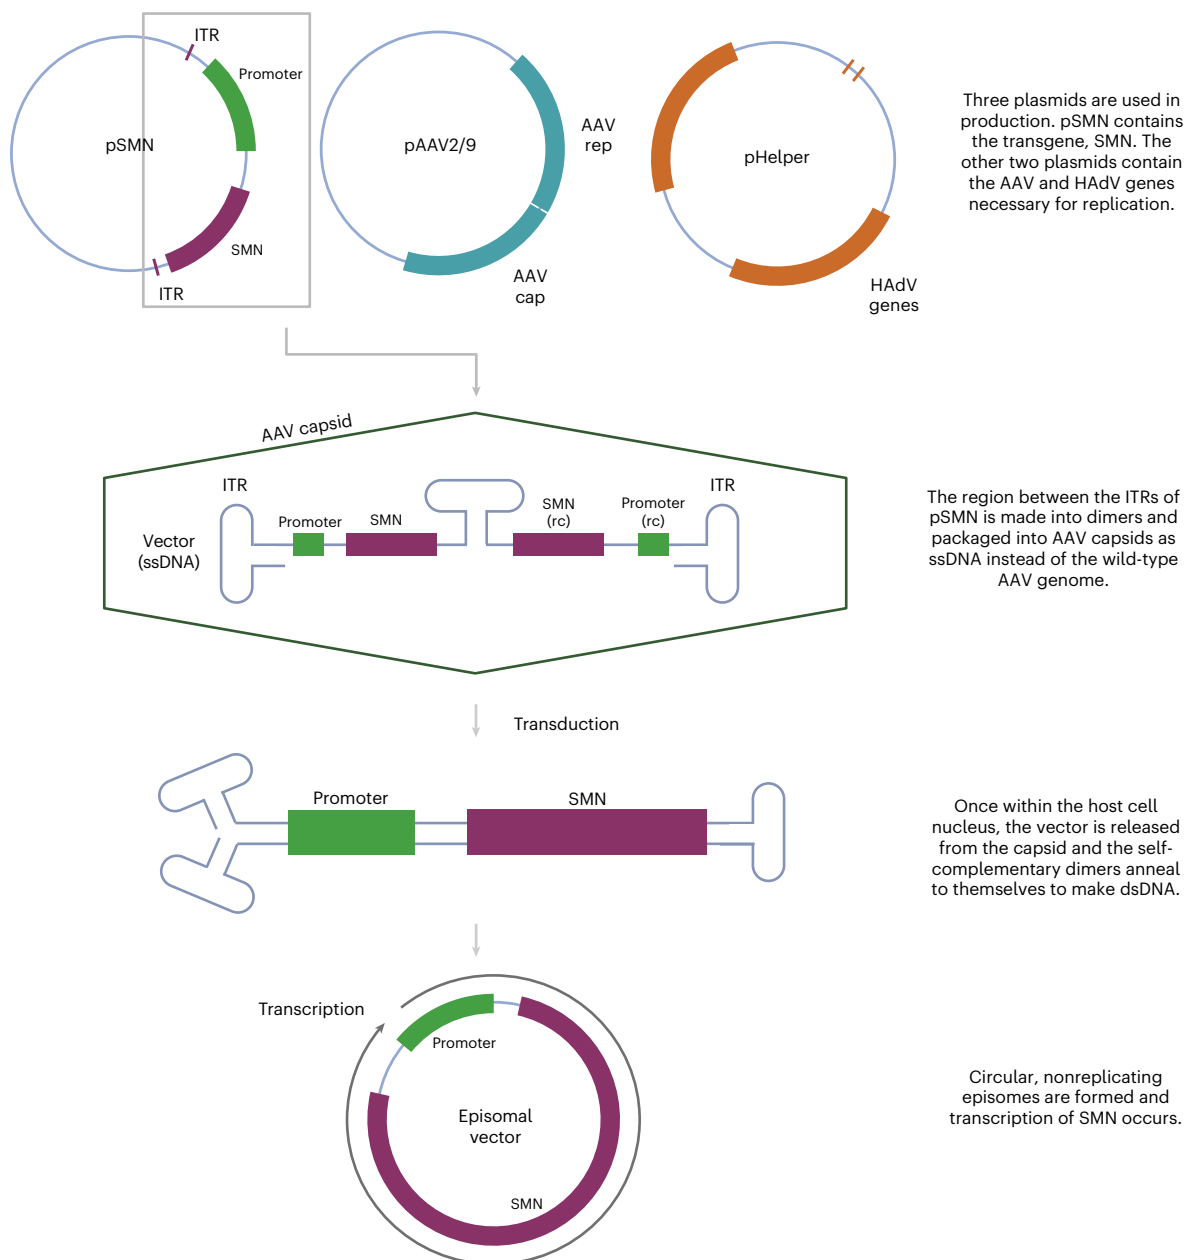 ITR
Promoter
pSMN
SMN
ITR
pAAV2/9
AAV
rep
AAV
cap
pHelper
HAdV
genes
Three plasmids are used in
production. pSMN contains
the transgene, SMN. The
other two plasmids contain
the AAV and HAdV genes
necessary for replication.
AAV capsid
ITR
Vector
(ssDNA)
Promoter
SMN
SMN
(rc)
Promoter
(rc)
ITR
The region between the ITRs of
pSMN is made into dimers and
packaged into AAV capsids as
ssDNA instead of the wild-type
AAV genome.
Transduction
Promoter
SMN
Once within the host cell
nucleus, the vector is released
from the capsid and the self-
complementary dimers anneal
to themselves to make dsDNA.
Transcription
Promoter
Episomal
vector
SMN
Circular, nonreplicating
episomes are formed and
transcription of SMN occurs.